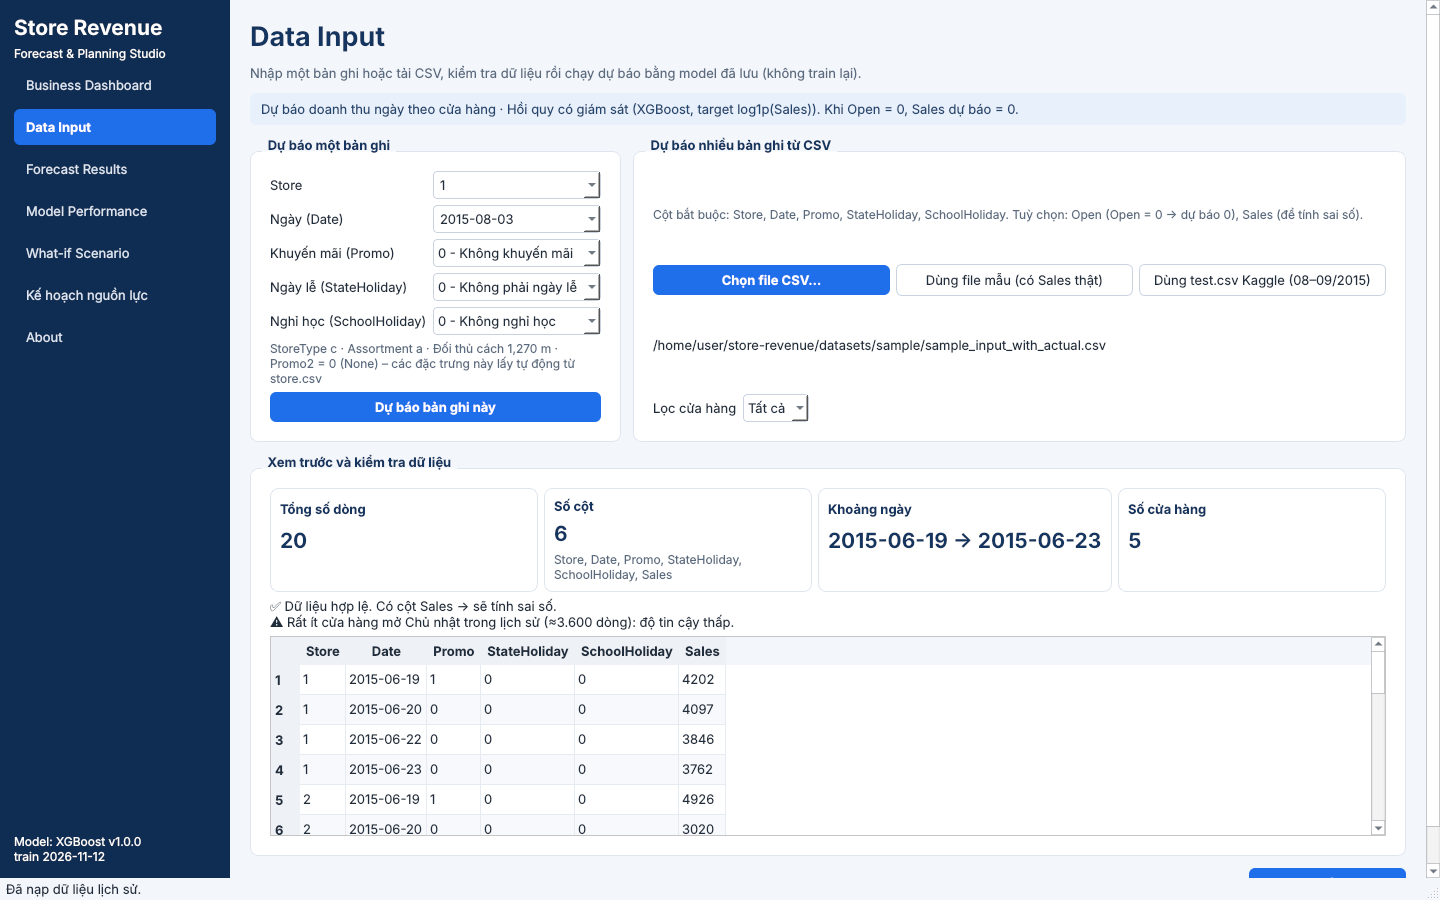 Store Revenue
Forecast & Planning Studio
Business Dashboard
Data Input
Forecast Results
Model Performance
What-if Scenario
Kế hoạch nguồn lực
About
Model: XGBoost v1.0.0
train 2026-11-12
Data Input
Nhập một bản ghi hoặc tải CSV, kiểm tra dữ liệu rồi chạy dự báo bằng model đã lưu (không train lại).
Dự báo doanh thu ngày theo cửa hàng · Hồi quy có giám sát (XGBoost, target log1p(Sales)). Khi Open = 0, Sales dự báo = 0.
Dự báo một bản ghi
Store 1
Ngày (Date) 2015-08-03
Khuyến mãi (Promo) 0 - Không khuyến mãi
Ngày lễ (StateHoliday) 0 - Không phải ngày lễ
Nghỉ học (SchoolHoliday) 0 - Không nghỉ học
StoreType c · Assortment a · Đối thủ cách 1,270 m ·
Promo2 = 0 (None) – các đặc trưng này lấy tự động từ
store.csv
Dự báo bản ghi này
Dự báo nhiều bản ghi từ CSV
Cột bắt buộc: Store, Date, Promo, StateHoliday, SchoolHoliday. Tuỳ chọn: Open (Open = 0 → dự báo 0), Sales (để tính sai số).
Chọn file CSV...
Dùng file mẫu (có Sales thật)
Dùng test.csv Kaggle (08–09/2015)
/home/user/store-revenue/datasets/sample/sample_input_with_actual.csv
Lọc cửa hàng Tất cả
Xem trước và kiểm tra dữ liệu
Tổng số dòng
20
Số cột
6
Store, Date, Promo, StateHoliday,
SchoolHoliday, Sales
Khoảng ngày
2015-06-19 → 2015-06-23
Số cửa hàng
5
✅ Dữ liệu hợp lệ. Có cột Sales → sẽ tính sai số.
⚠ Rất ít cửa hàng mở Chủ nhật trong lịch sử (≈3.600 dòng): độ tin cậy thấp.
Store Date Promo StateHoliday SchoolHoliday Sales
1 1 2015-06-19 1 0 0 4202
2 1 2015-06-20 0 0 0 4097
3 1 2015-06-22 0 0 0 3846
4 1 2015-06-23 0 0 0 3762
5 2 2015-06-19 1 0 0 4926
6 2 2015-06-20 0 0 0 3020
Đã nạp dữ liệu lịch sử.